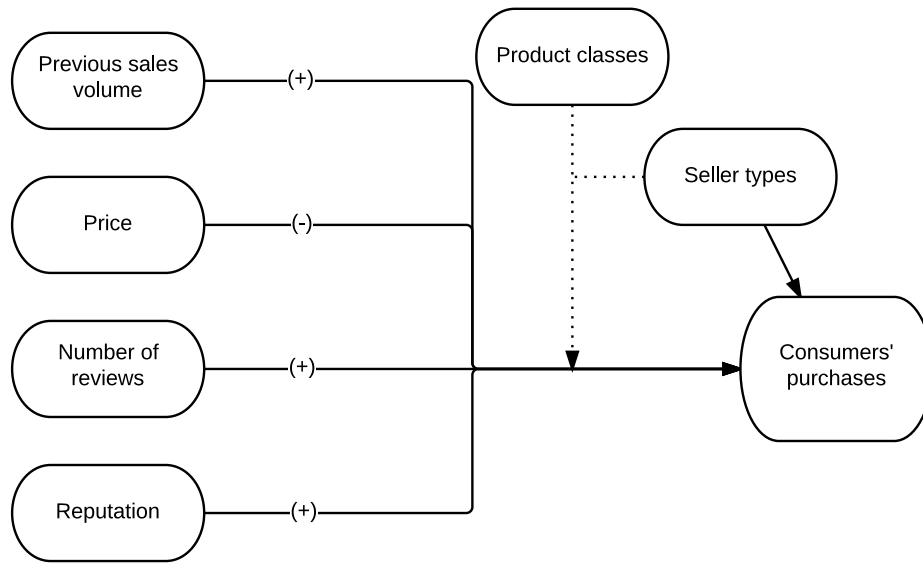 Previous sales
volume
(+)
Product classes
Seller types
Price
(-)
Number of
reviews
(+)
Consumers'
purchases
Reputation
(+)